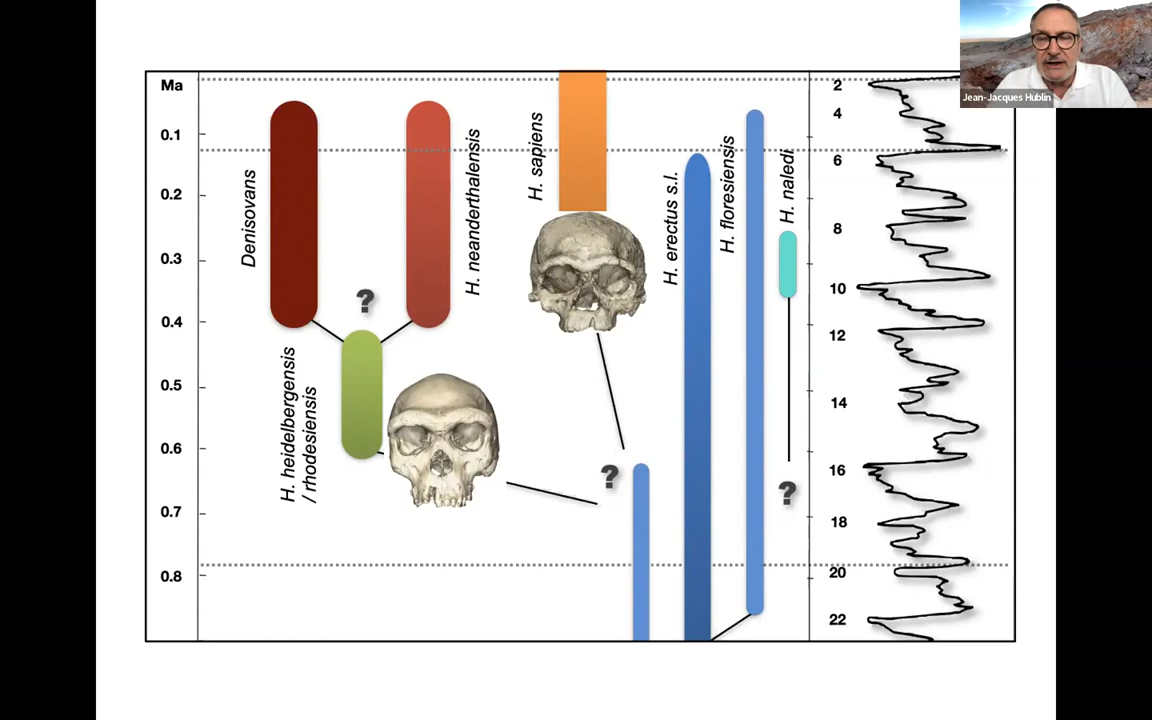 Jean-Jacques Hublin
Ma
0.1
0.2
0.3
0.4
0.5
0.6
0.7
0.8
Denisovans
H. neanderthalensis
?
H. heidelbergensis
/ rhodesiensis
H. sapiens
?
H. erectus s.l.
H. floresiensis
H. naledi
?
2
4
6
8
10
12
14
16
18
20
22